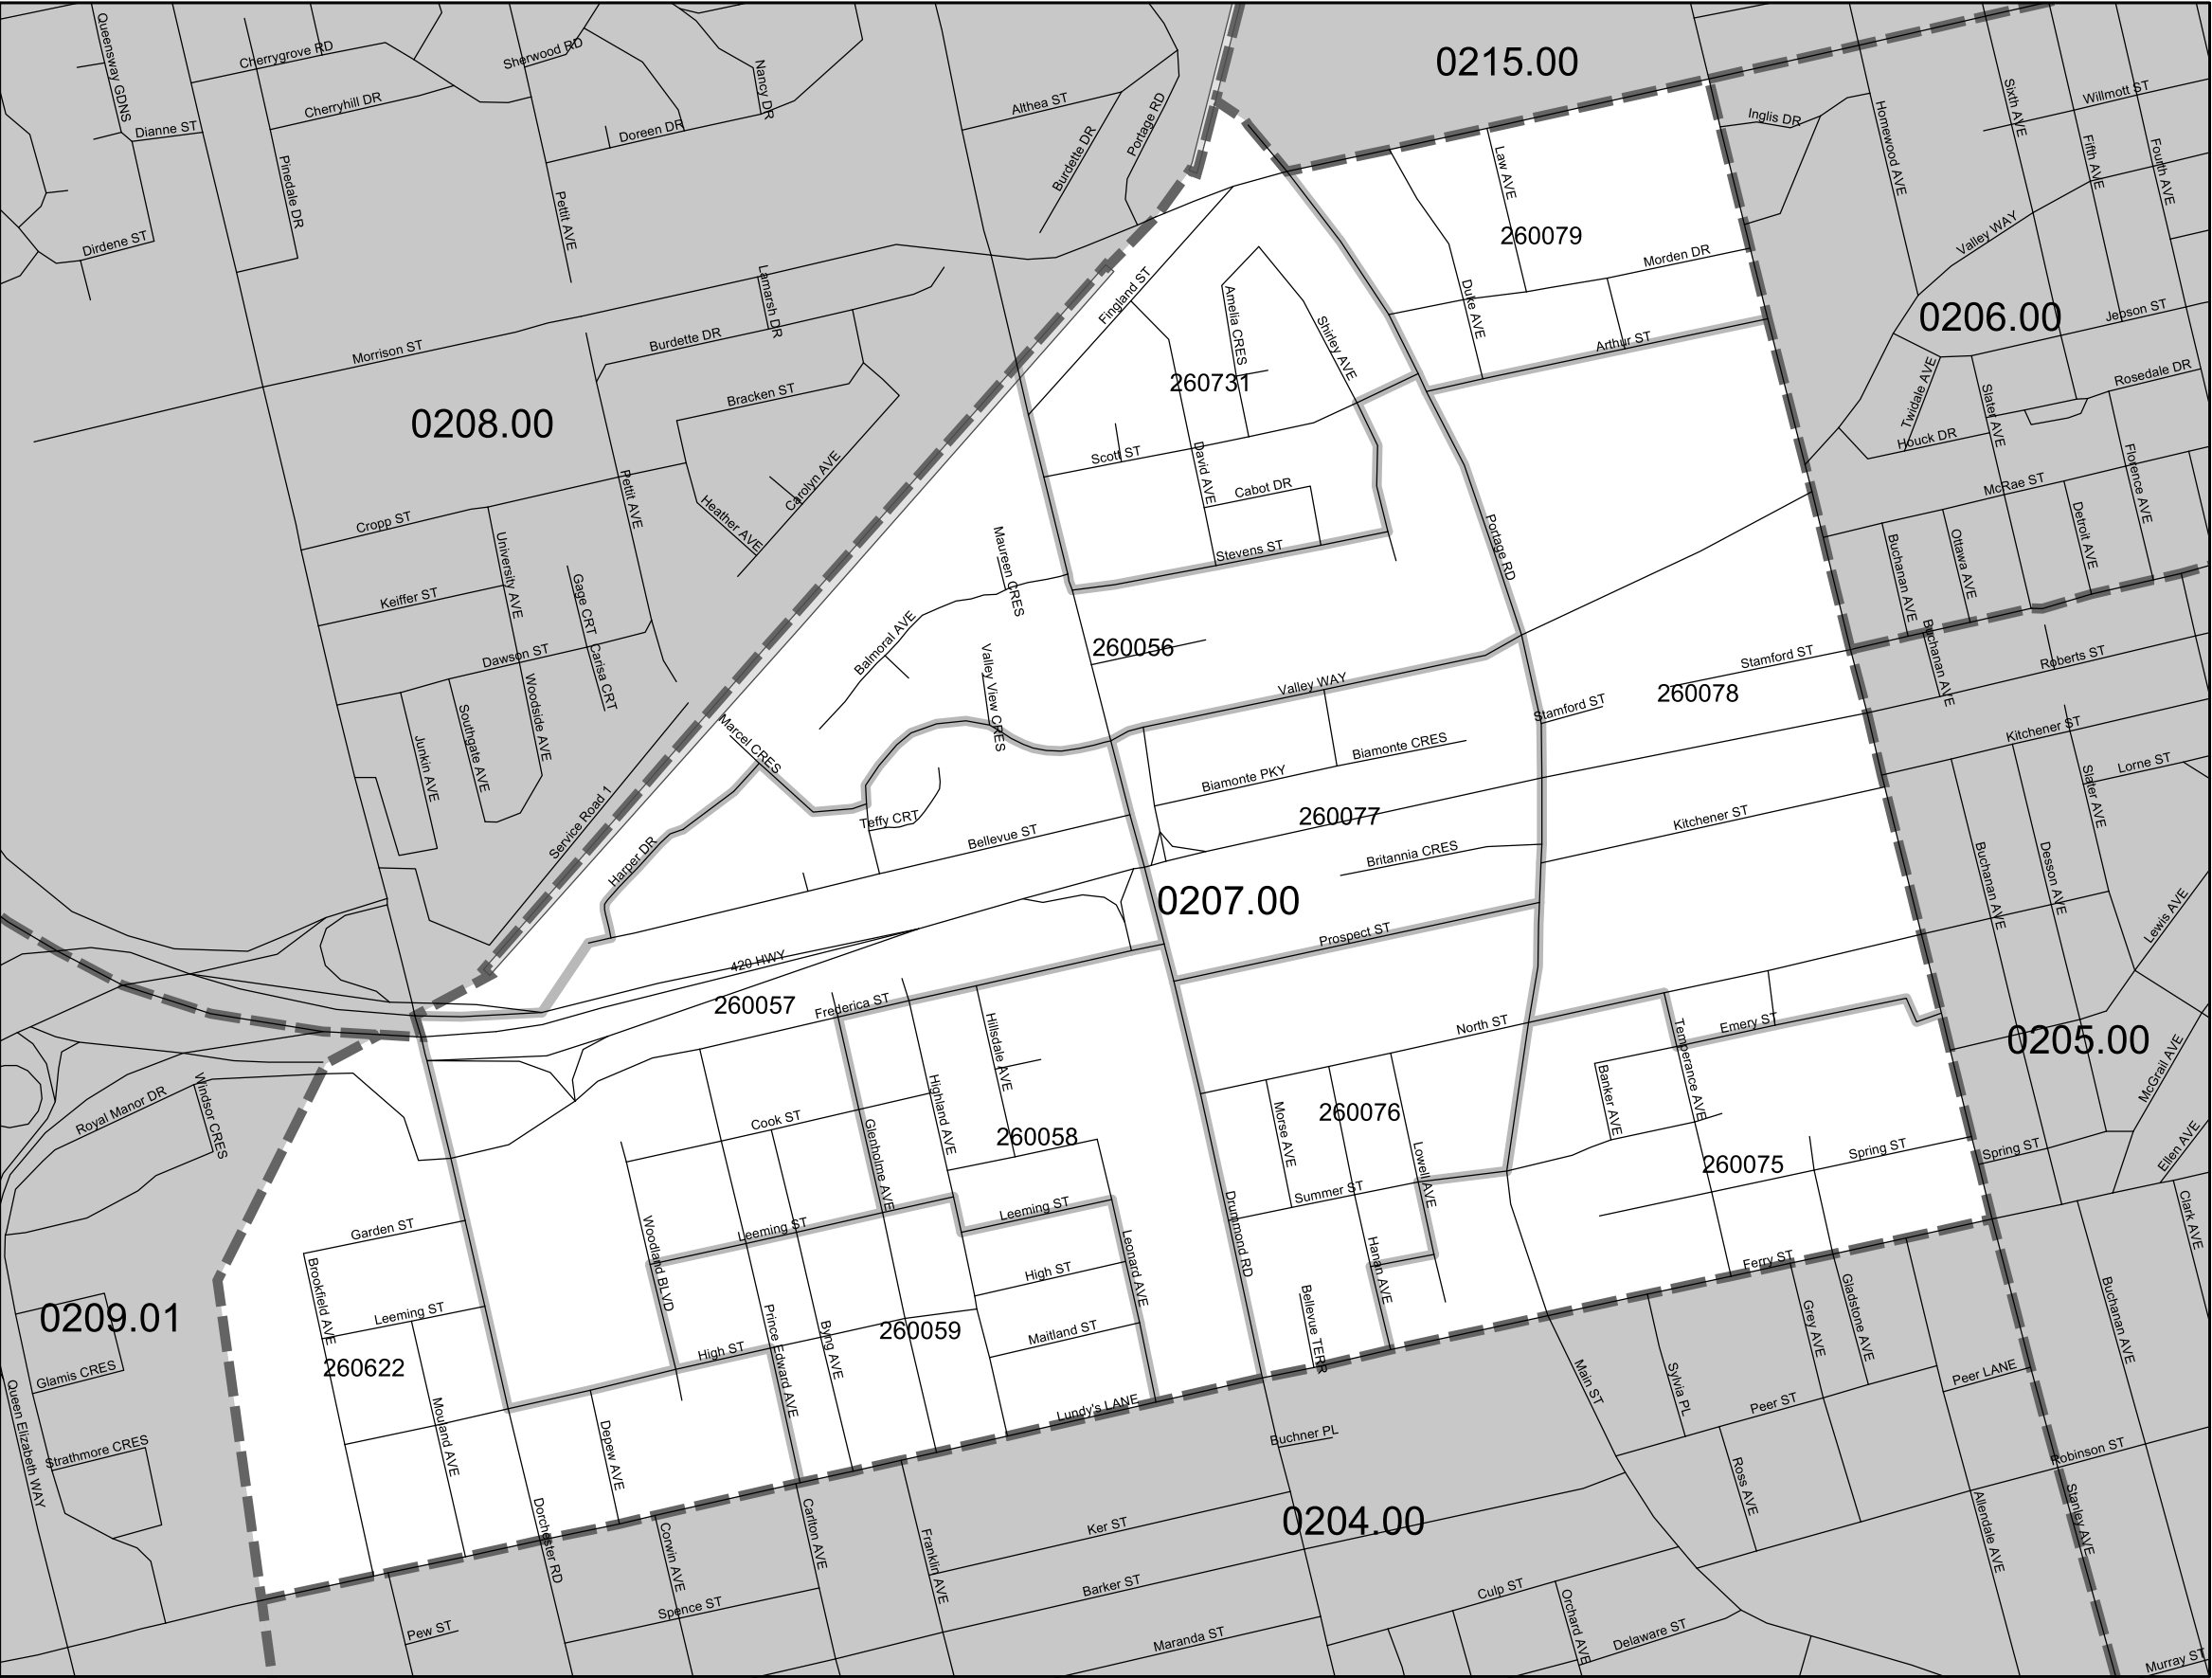 0215.00
Queensway GDNS
Cherrygrove RD
Sherwood RD
Nancy DR
Cherryhill DR
Dianne ST
Doreen DR
Althea ST
Portage RD
Burdette DR
Pinedale DR
Pettit AVE
Dirdene ST
Inglis DR
Homewood AVE
Sixth AVE
Willmott ST
Fifth AVE
Fourth AVE
Law AVE
260079
Morden DR
Valley WAY
Lamarsh DR
Fingland ST
Amelia CRES
Shirley AVE
Duke AVE
Arthur ST
0206.00
Jepson ST
Morrison ST
Burdette DR
Bracken ST
260731
Twidale AVE
Slater AVE
Rosedale DR
Houck DR
0208.00
Scott ST
David AVE
Cabot DR
Carolyn AVE
Heather AVE
Pettit AVE
Cropp ST
University AVE
Florence AVE
McRae ST
Detroit AVE
Ottawa AVE
Buchanan AVE
Stevens ST
Portage RD
Maureen CRES
Keiffer ST
Gage CRT
Carisa CRT
Dawson ST
Balmoral AVE
Valley View CRES
260056
Buchanan AVE
Stamford ST
Roberts ST
260078
Valley WAY
Stamford ST
Woodside AVE
Southgate AVE
Junkin AVE
Marcel CRES
Kitchener ST
Biamonte CRES
Biamonte PKY
Lorne ST
Slater AVE
Service Road 1
Teffy CRT
Bellevue ST
260077
Kitchener ST
Harper DR
Britannia CRES
Buchanan AVE
Desson AVE
0207.00
Lewis AVE
Prospect ST
420 HWY
260057
Frederica ST
North ST
Temperance AVE
Emery ST
0205.00
Hillsdale AVE
Royal Manor DR
Windsor CRES
Highland AVE
Cook ST
Glenholme AVE
260058
Morse AVE
260076
Lowell AVE
Banker AVE
McGrail AVE
Ellen AVE
260075
Spring ST
Spring ST
Summer ST
Drummond RD
Leeming ST
Leeming ST
Woodland BLVD
Garden ST
Brookfield AVE
Leonard AVE
Hanan AVE
Clark AVE
High ST
Ferry ST
Bellevue TERR
Gladstone AVE
Grey AVE
Buchanan AVE
0209.01
Leeming ST
Prince Edward AVE
Byng AVE
260059
Maitland ST
High ST
260622
Glamis CRES
Queen Elizabeth WAY
Mouland AVE
Depew AVE
Lundy's LANE
Main ST
Sylvia PL
Peer ST
Peer LANE
Strathmore CRES
Buchner PL
Robinson ST
Ross AVE
Dorchester RD
Corwin AVE
Carlton AVE
Franklin AVE
Ker ST
0204.00
Allendale AVE
Stanley AVE
Barker ST
Culp ST
Orchard AVE
Spence ST
Pew ST
Maranda ST
Delaware ST
Murray ST